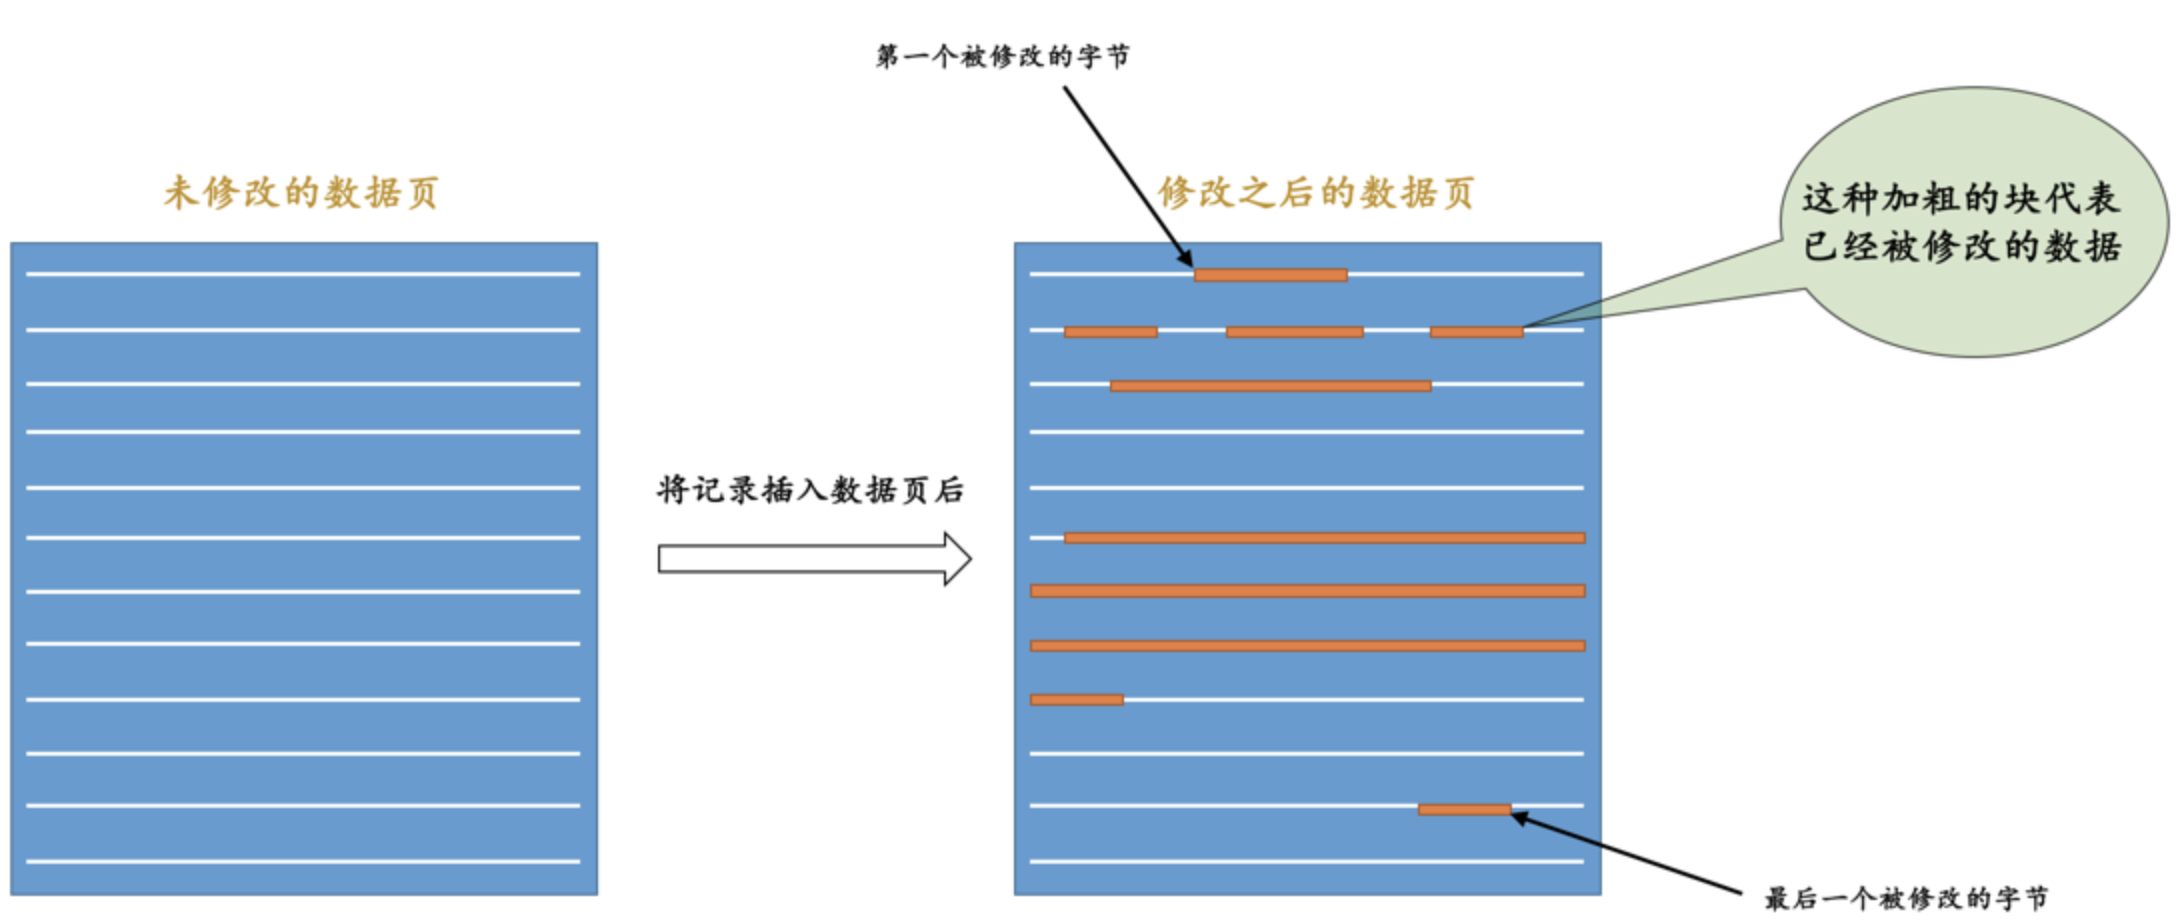 第一个被修改的字节
未修改的数据页
修改之后的数据页
这种加粗的块代表
已经被修改的数据
将记录插入数据页后
最后一个被修改的字节